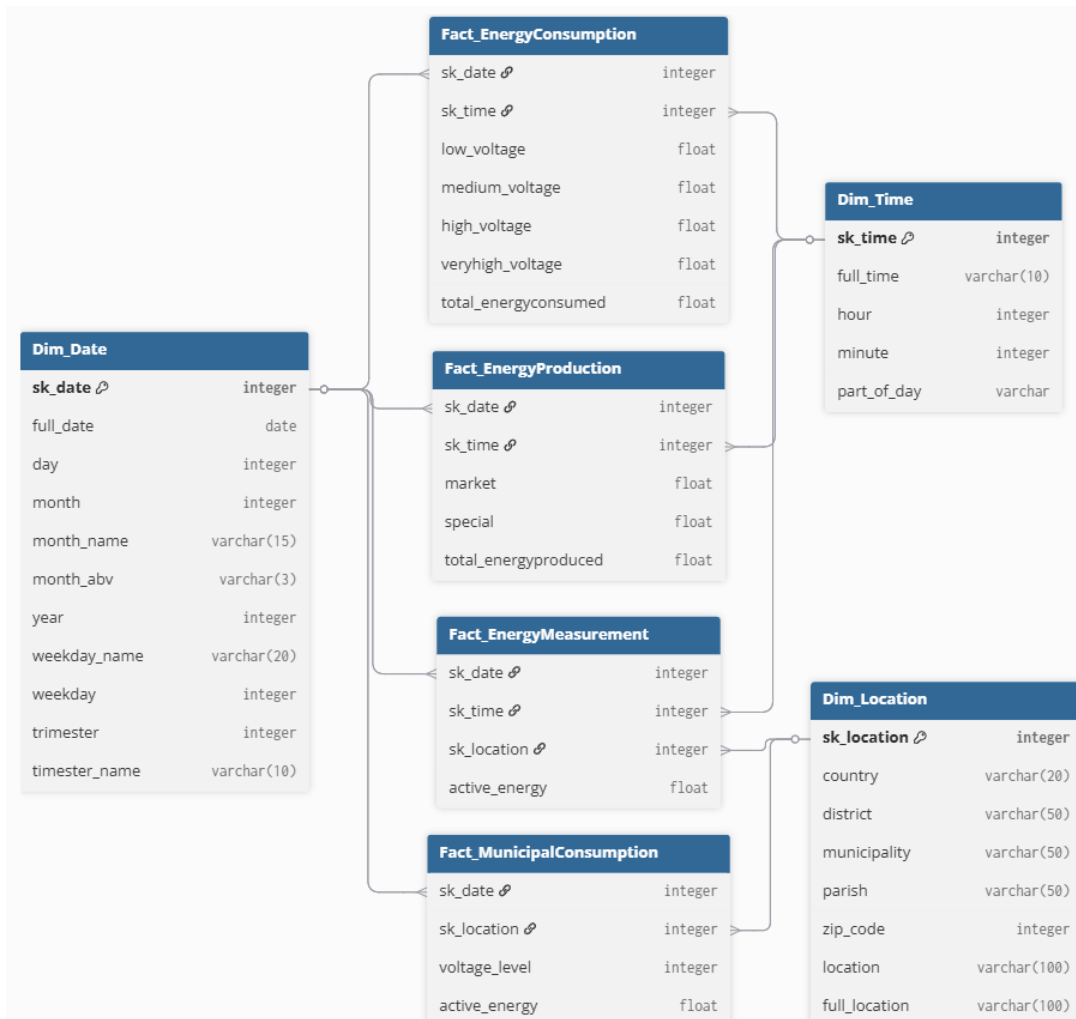 Fact_EnergyConsumption
sk_date integer
sk_time integer
low_voltage float
medium_voltage float
high_voltage float
veryhigh_voltage float
total_energyconsumed float
Dim_Time
sk_time integer
full_time varchar(10)
hour integer
minute integer
part_of_day varchar
Dim_Date
sk_date integer
full_date date
day integer
month integer
month_name varchar(15)
month_abv varchar(3)
year integer
weekday_name varchar(20)
weekday integer
trimester integer
timester_name varchar(10)
Fact_EnergyProduction
sk_date integer
sk_time integer
market float
special float
total_energyproduced float
Fact_EnergyMeasurement
sk_date integer
sk_time integer
sk_location integer
active_energy float
Dim_Location
sk_location integer
country varchar(20)
district varchar(50)
municipality varchar(50)
parish varchar(50)
zip_code integer
location varchar(100)
full_location varchar(100)
Fact_MunicipalConsumption
sk_date integer
sk_location integer
voltage_level integer
active_energy float